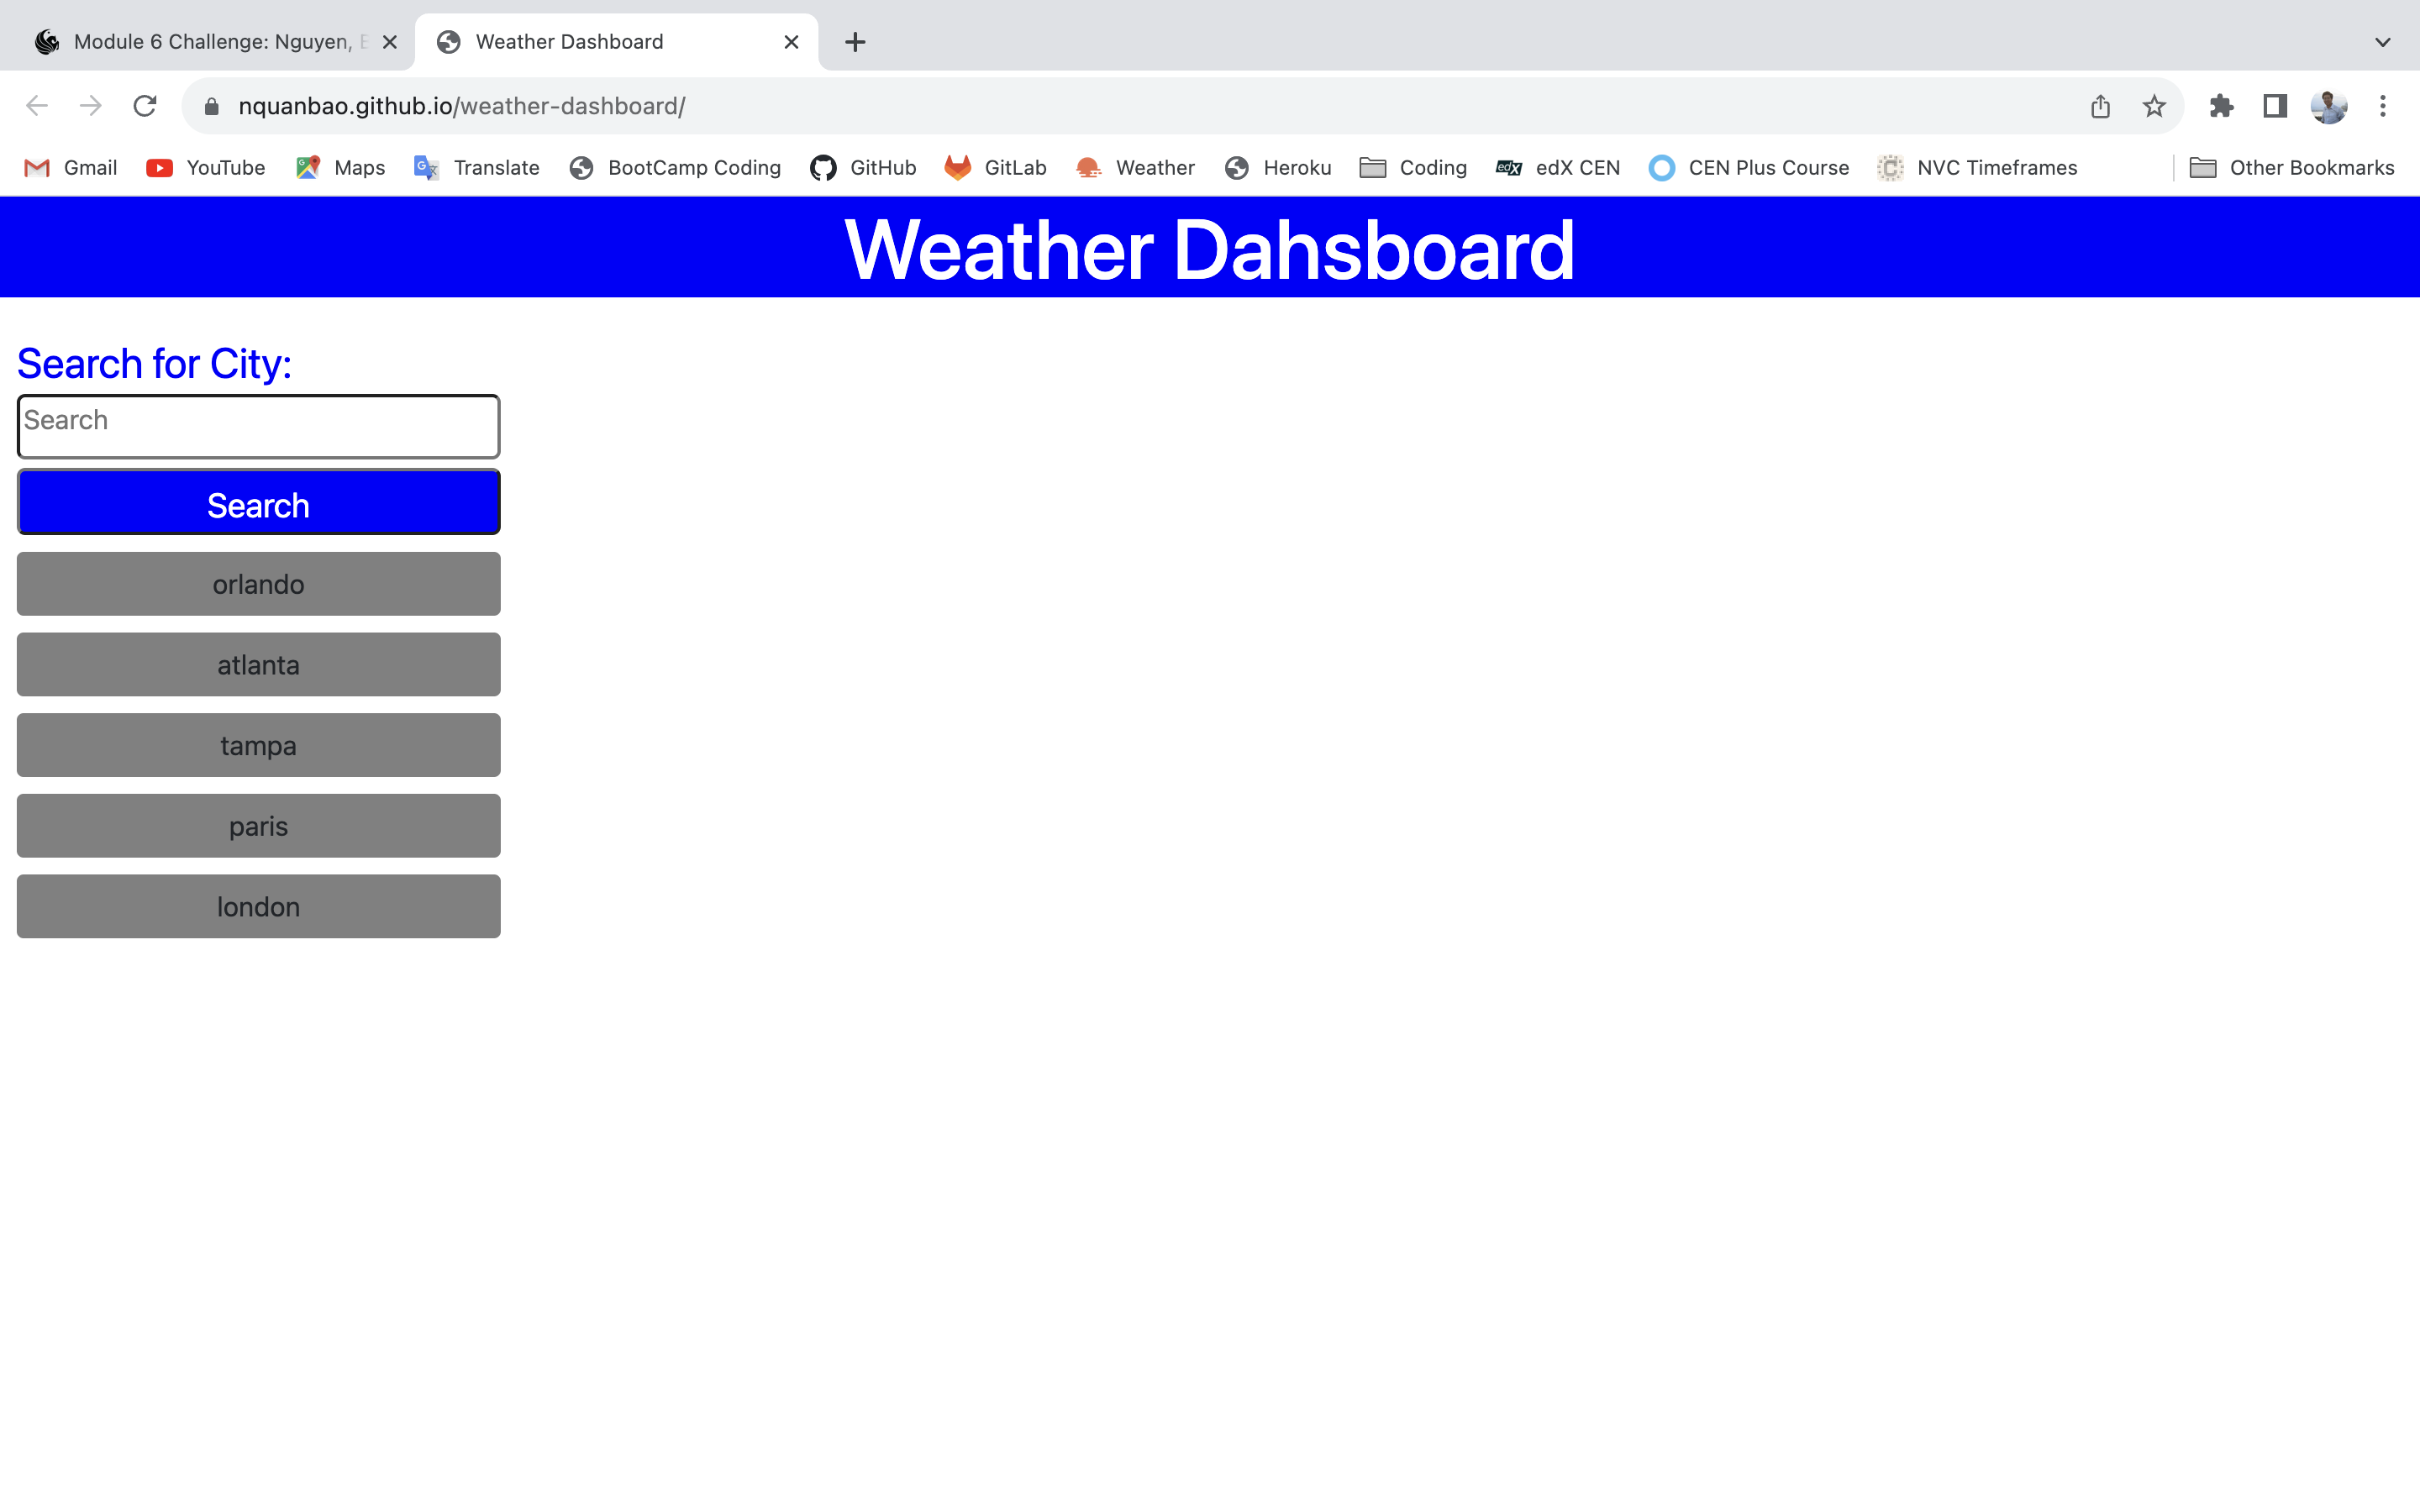 Module 6 Challenge: Nguyen,
Weather Dashboard
nquanbao.github.io/weather-dashboard/
Gmail YouTube Maps Translate BootCamp Coding GitHub GitLab Weather Heroku Coding edX edX CEN CEN Plus Course NVC Timeframes Other Bookmarks
Weather Dahsboard
Search for City:
Search
Search
orlando
atlanta
tampa
paris
london